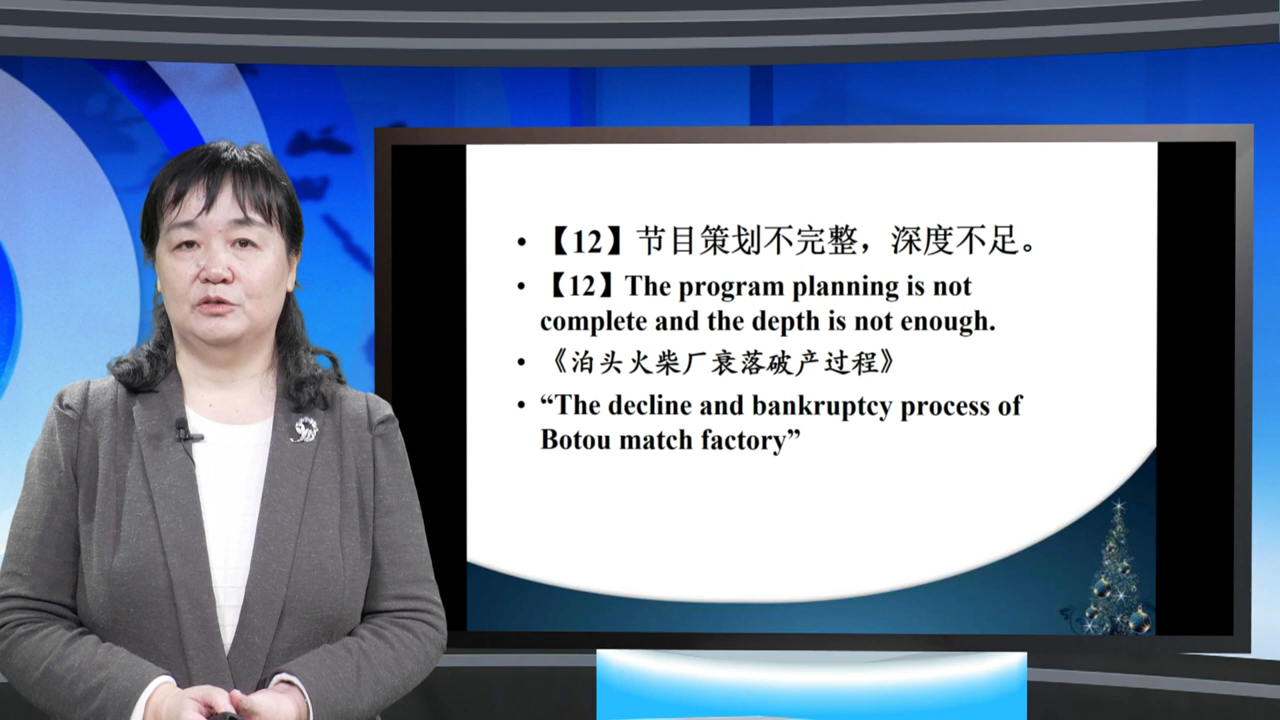 【12】节目策划不完整，深度不足。
【12】The program planning is not
complete and the depth is not enough.
《泊头火柴厂衰落破产过程》
“The decline and bankruptcy process of
Botou match factory”